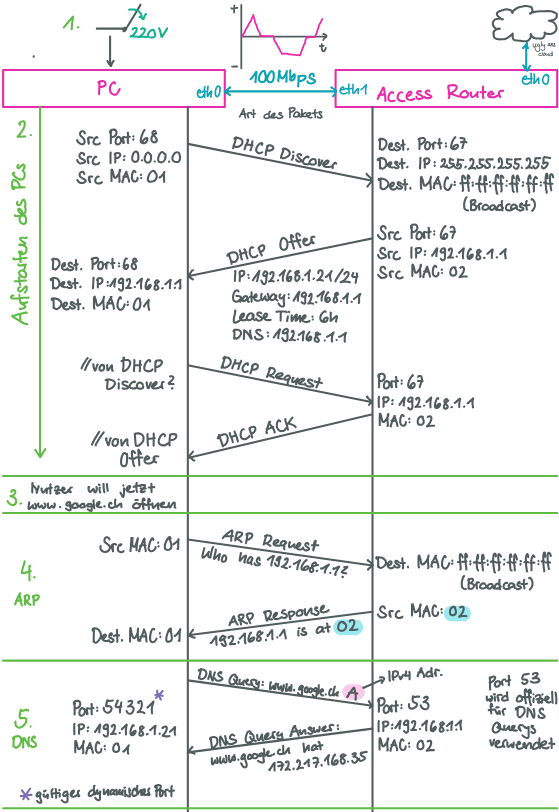 1.
220V
+
-
t
ugly ass
cloud
PC
eth0
100Mbps
eth1
Access Router
eth0
Art des Pakets
2.
Aufstarten des PCs
Src Port: 68
Src IP: 0.0.0.0
Src MAC: 01
DHCP Discover
Dest. Port: 67
Dest. IP: 255.255.255.255
Dest. MAC: ff:ff:ff:ff:ff:ff
(Broadcast)
Src Port: 67
Src IP: 192.168.1.1
Src MAC: 02
DHCP Offer
IP: 192.168.1.21/24
Gateway: 192.168.1.1
Lease Time: 6h
DNS: 192.168.1.1
Dest. Port: 68
Dest. IP: 192.168.1.1
Dest. MAC: 01
//von DHCP
Discover?
DHCP Request
Port: 67
IP: 192.168.1.1
MAC: 02
DHCP ACK
//von DHCP
Offer
3. Nutzer will jetzt
www.google.ch öffnen
4.
ARP
Src MAC: 01
ARP Request
Who has 192.168.1.1?
Dest. MAC: ff:ff:ff:ff:ff:ff
(Broadcast)
Src MAC: 02
ARP Response
192.168.1.1 is at 02
Dest. MAC: 01
5.
DNS
DNS Query: www.google.ch A
IPv4 Adr.
Port: 54321*
IP: 192.168.1.21
MAC: 01
Port: 53
IP: 192.168.1.1
MAC: 02
DNS Query Answer:
www.google.ch hat
172.217.168.35
Port 53
wird offiziell
für DNS
Querys
verwendet
* gültiger dynamischer Port